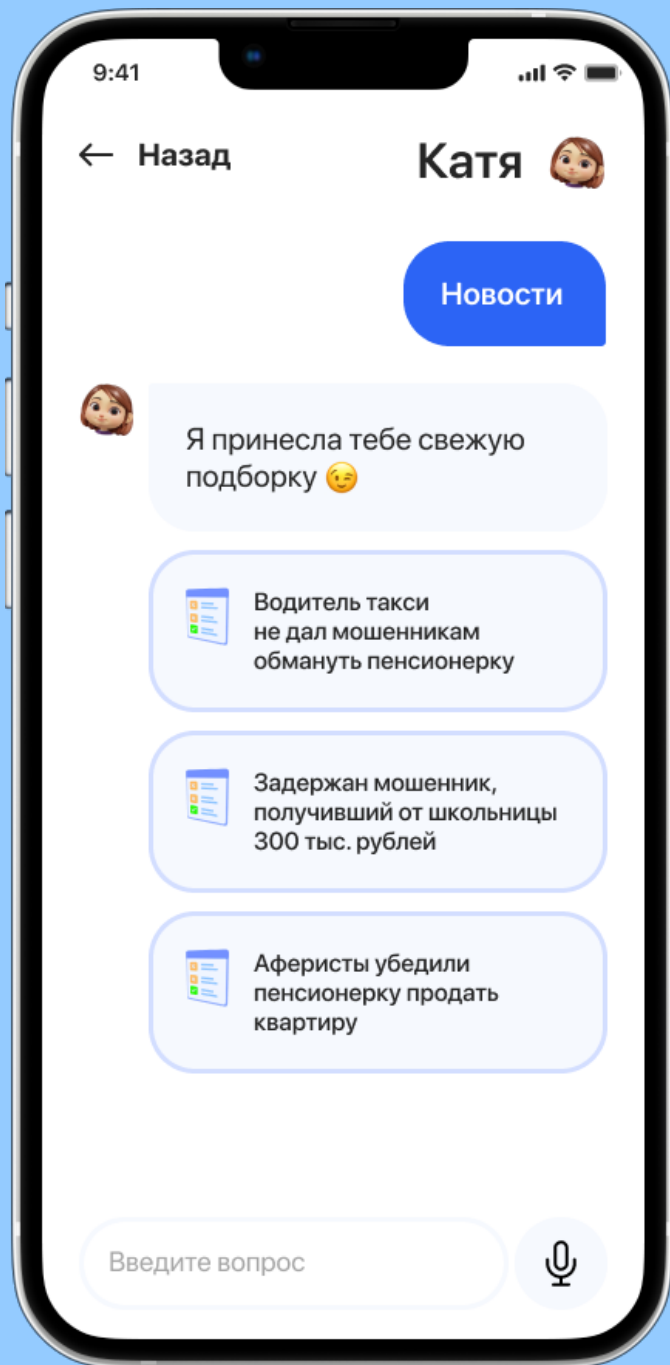 9:41
Назад
Катя
Новости
Я принесла тебе свежую
подборку 😉
Водитель такси
не дал мошенникам
обмануть пенсионерку
Задержан мошенник,
получивший от школьницы
300 тыс. рублей
Аферисты убедили
пенсионерку продать
квартиру
Введите вопрос